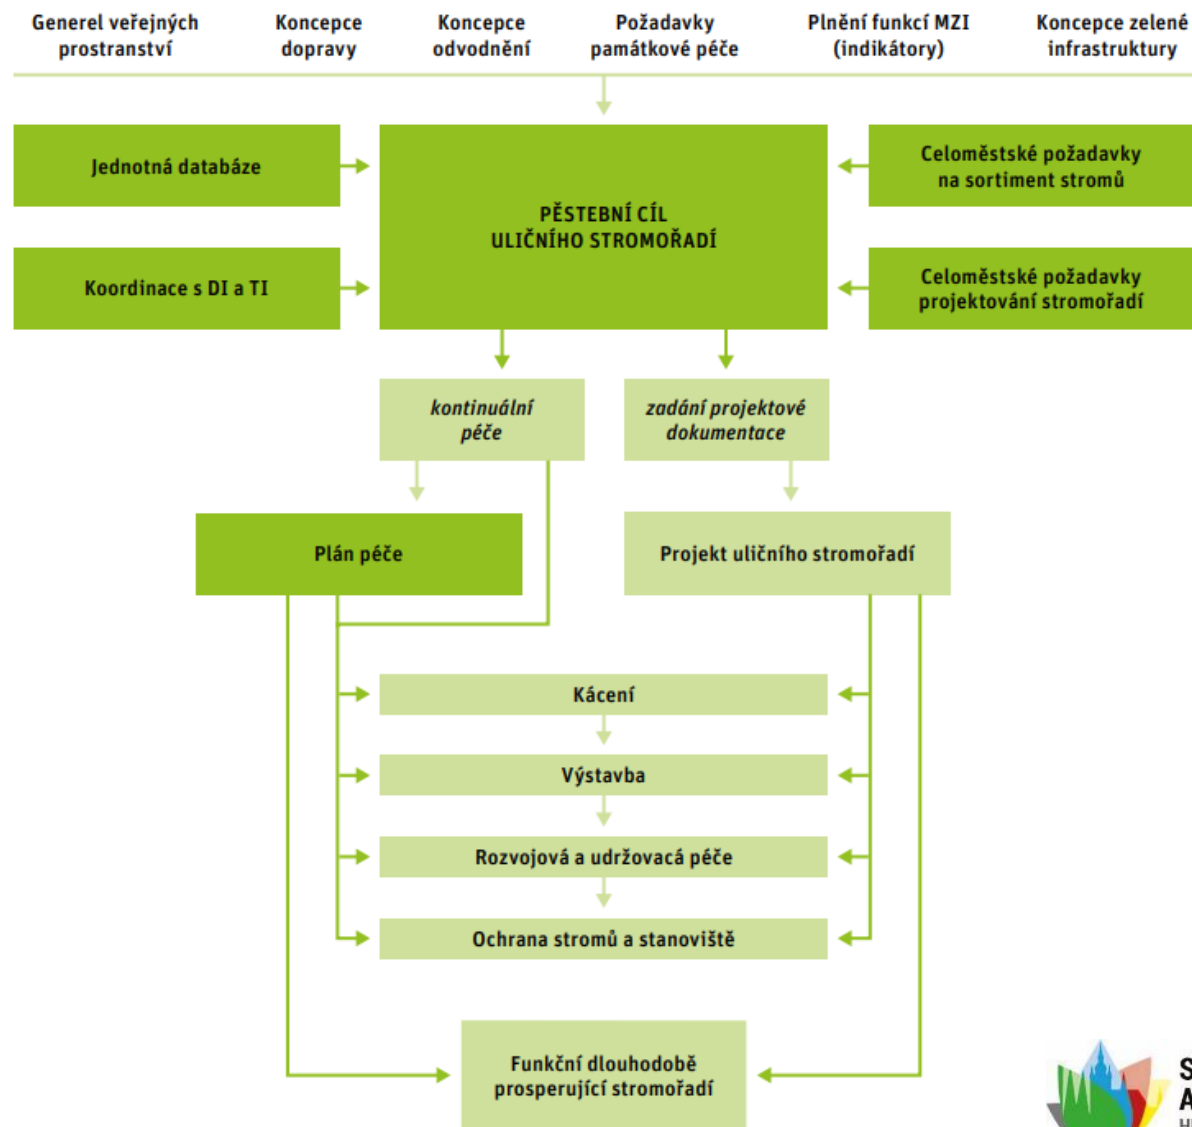 Generel veřejných
prostranství
Koncepce
dopravy
Koncepce
odvodnění
Požadavky
památkové péče
Plnění funkcí MZI
(indikátory)
Koncepce zelené
infrastruktury
Jednotná databáze
Koordinace s DI a TI
PĚSTEBNÍ CÍL
ULIČNÍHO STROMOŘADÍ
Celoměstské požadavky
na sortiment stromů
Celoměstské požadavky
projektování stromořadí
kontinuální
péče
zadání projektové
dokumentace
Plán péče
Projekt uličního stromořadí
Kácení
Výstavba
Rozvojová a udržovacá péče
Ochrana stromů a stanoviště
Funkční dlouhodobě
prosperující stromořadí